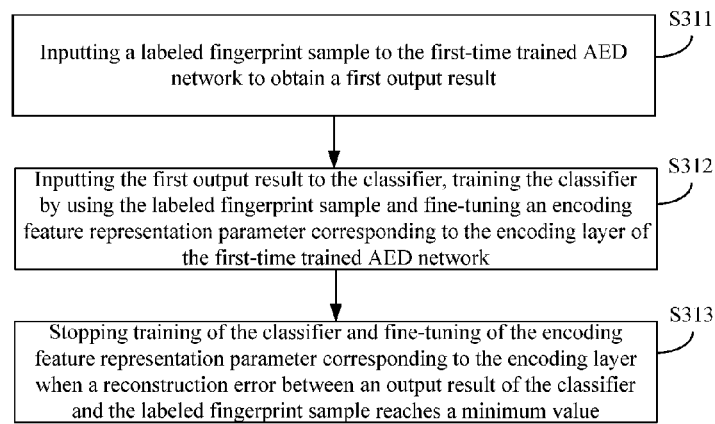 S311
Inputting a labeled fingerprint sample to the first-time trained AED
network to obtain a first output result
S312
Inputting the first output result to the classifier, training the classifier
by using the labeled fingerprint sample and fine-tuning an encoding
feature representation parameter corresponding to the encoding layer of
the first-time trained AED network
S313
Stopping training of the classifier and fine-tuning of the encoding
feature representation parameter corresponding to the encoding layer
when a reconstruction error between an output result of the classifier
and the labeled fingerprint sample reaches a minimum value